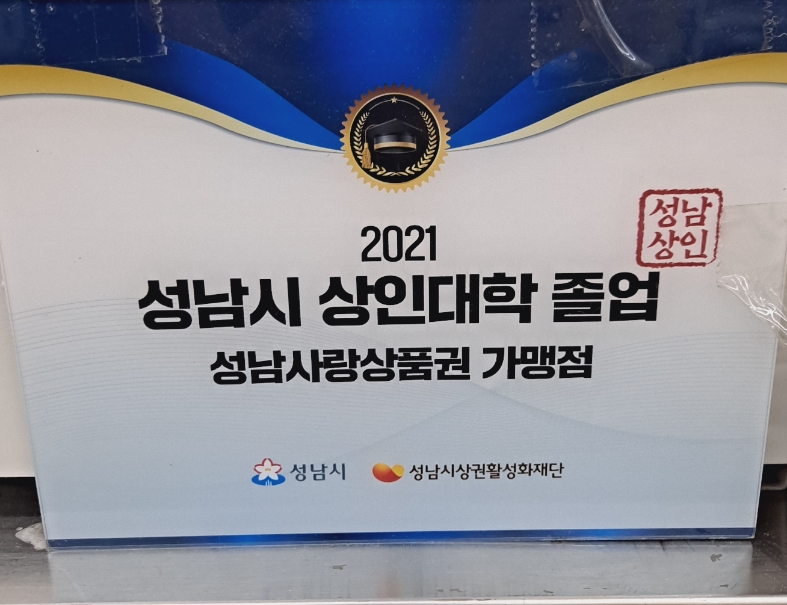 성남
상인
2021
성남시 상인대학 졸업
성남사랑상품권 가맹점
성남시 성남시상권활성화재단